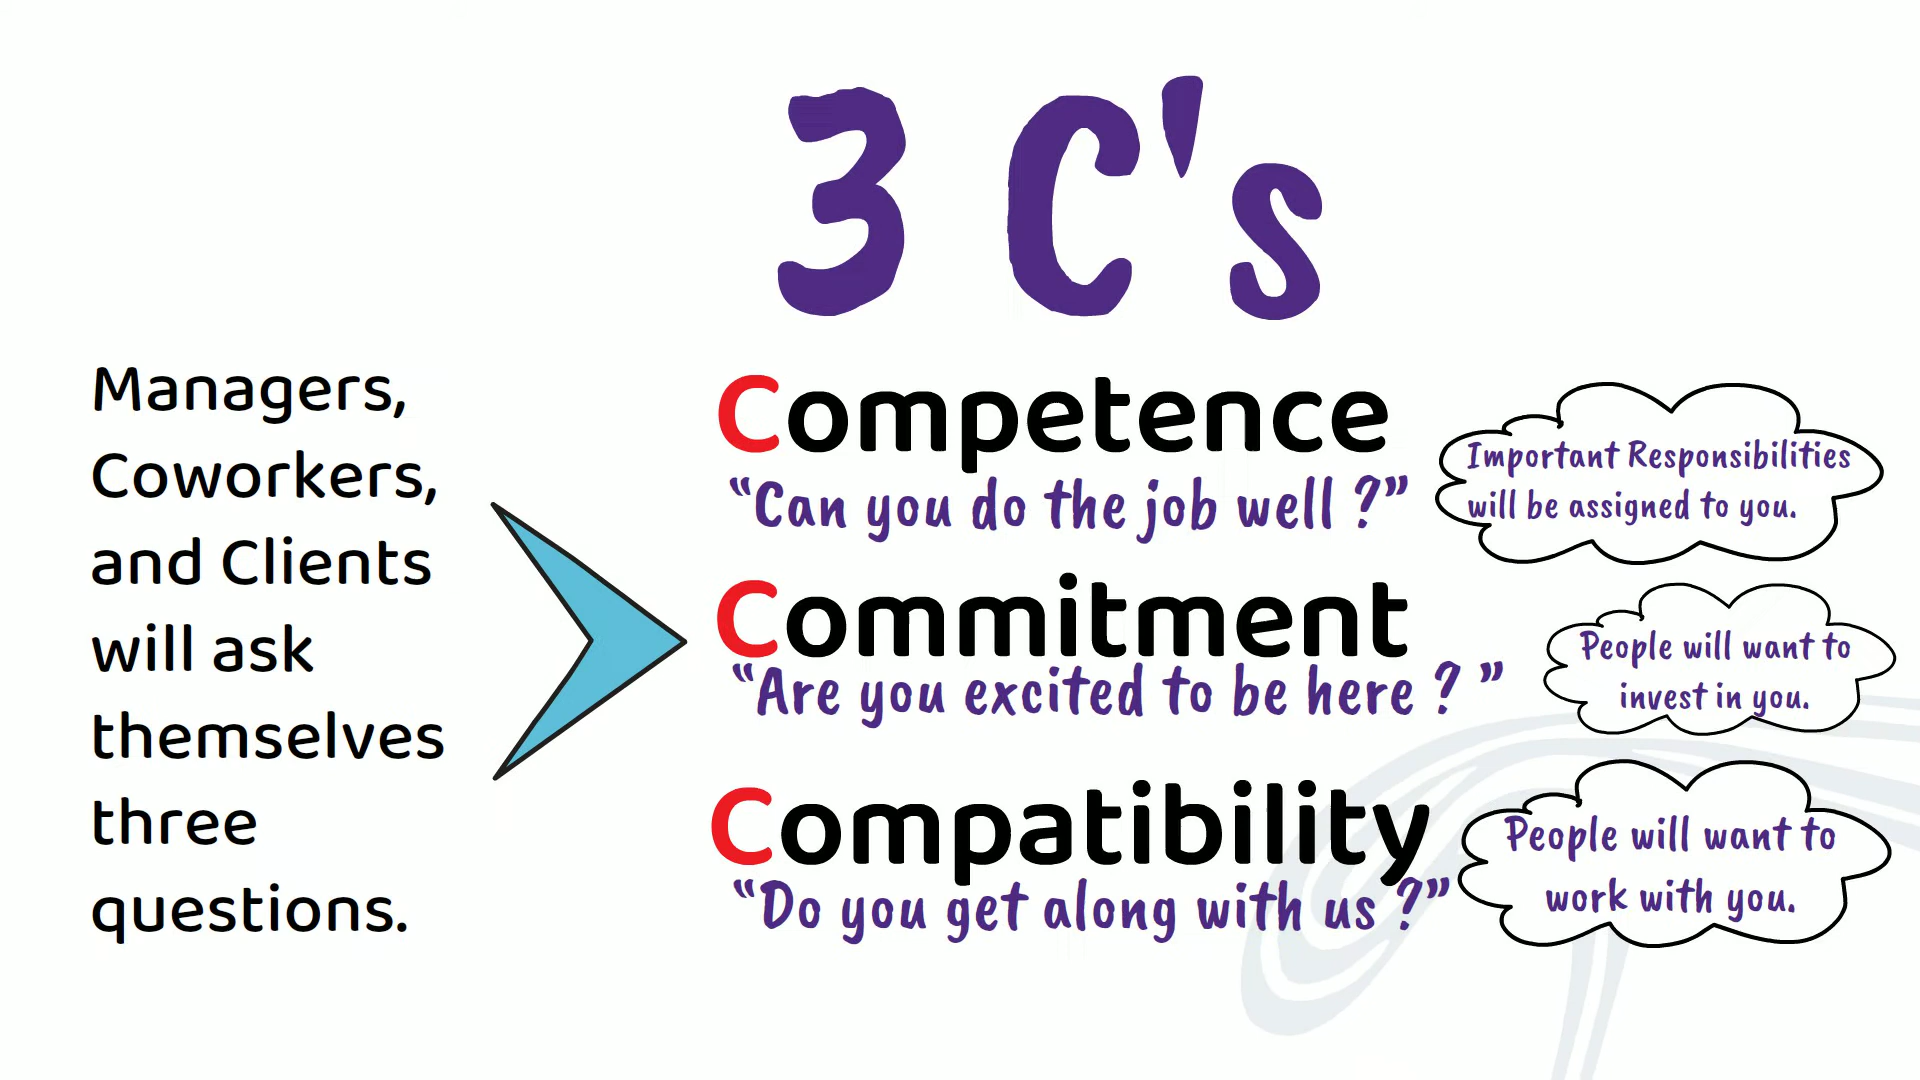 3 C's
Managers,
Coworkers,
and Clients
will ask
themselves
three
questions.
Competence
“Can you do the job well ?”
Important Responsibilities
will be assigned to you.
Commitment
“Are you excited to be here ? ”
People will want to
invest in you.
Compatibility
“Do you get along with us ?”
People will want to
work with you.